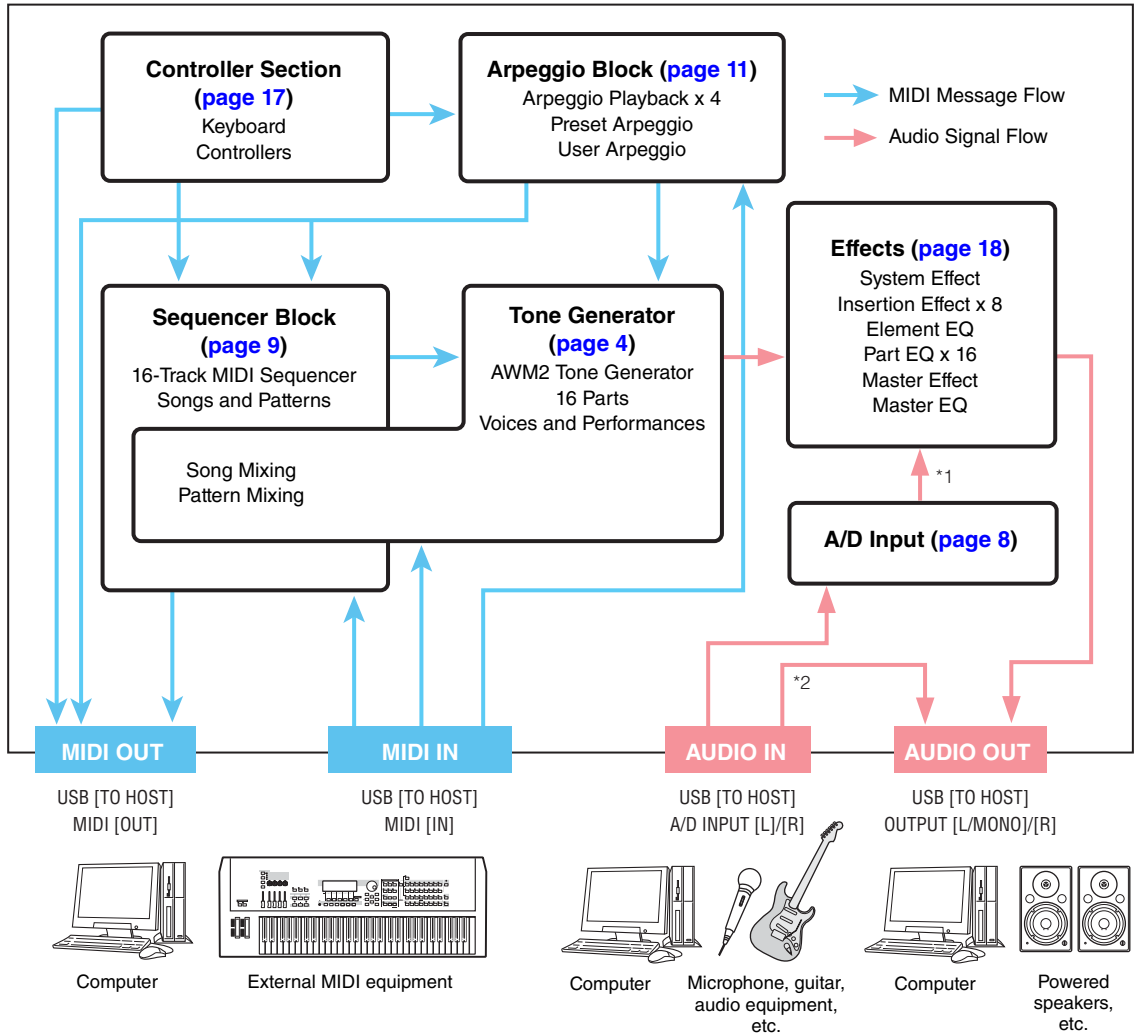 Controller Section
(page 17)
Keyboard
Controllers
Arpeggio Block (page 11)
Arpeggio Playback x 4
Preset Arpeggio
User Arpeggio
MIDI Message Flow
Audio Signal Flow
Sequencer Block
(page 9)
16-Track MIDI Sequencer
Songs and Patterns
Song Mixing
Pattern Mixing
Tone Generator
(page 4)
AWM2 Tone Generator
16 Parts
Voices and Performances
Effects (page 18)
System Effect
Insertion Effect x 8
Element EQ
Part EQ x 16
Master Effect
Master EQ
*1
A/D Input (page 8)
*2
MIDI OUT
MIDI IN
AUDIO IN
AUDIO OUT
USB [TO HOST]
MIDI [OUT]
USB [TO HOST]
MIDI [IN]
USB [TO HOST]
A/D INPUT [L]/[R]
USB [TO HOST]
OUTPUT [L/MONO]/[R]
Computer
External MIDI equipment
Computer
Microphone, guitar,
audio equipment,
etc.
Computer
Powered
speakers,
etc.